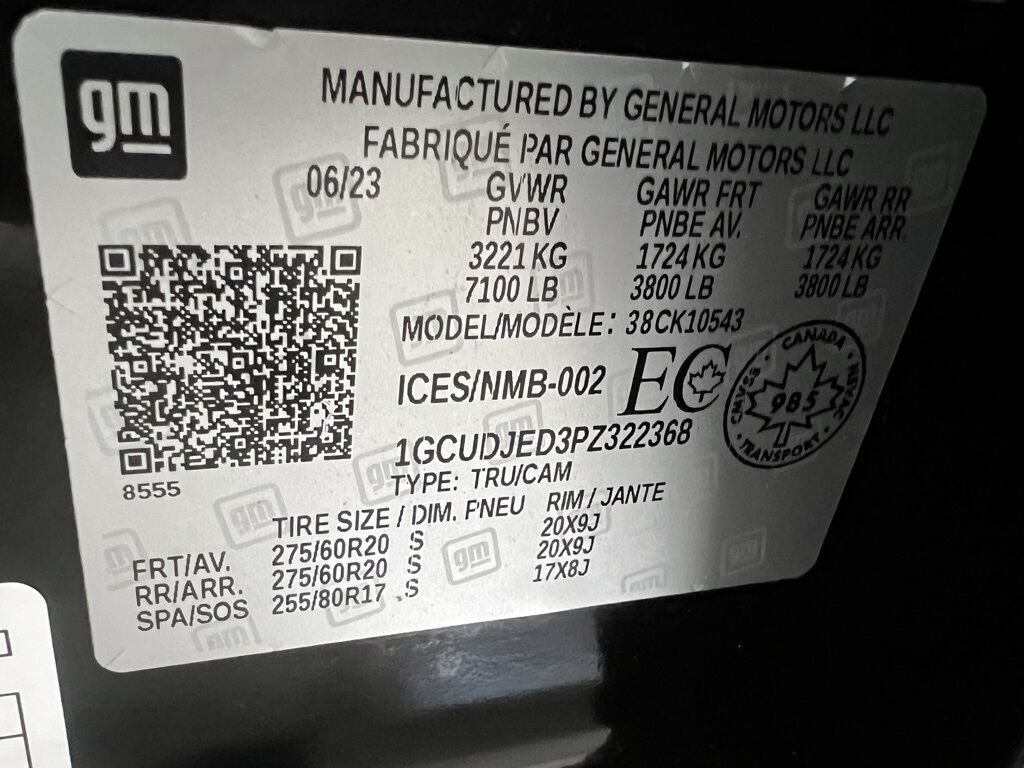 gm
MANUFACTURED BY GENERAL MOTORS LLC
FABRIQUÉ PAR GENERAL MOTORS LLC
06/23 GVWR GAWR FRT GAWR RR
PNBV PNBE AV. PNBE ARR.
3221 KG 1724 KG 1724 KG
7100 LB 3800 LB 3800 LB
MODEL/MODÈLE: 38CK10543
ICES/NMB-002 EC
CANADA
CMVSS NSVAC
985
TRANSPORT
1GCUDJED3PZ322368
8555
TYPE: TRU/CAM
TIRE SIZE / DIM. PNEU RIM / JANTE
FRT/AV. 275/60R20 S 20X9J
RR/ARR. 275/60R20 S 20X9J
SPA/SOS 255/80R17 S 17X8J